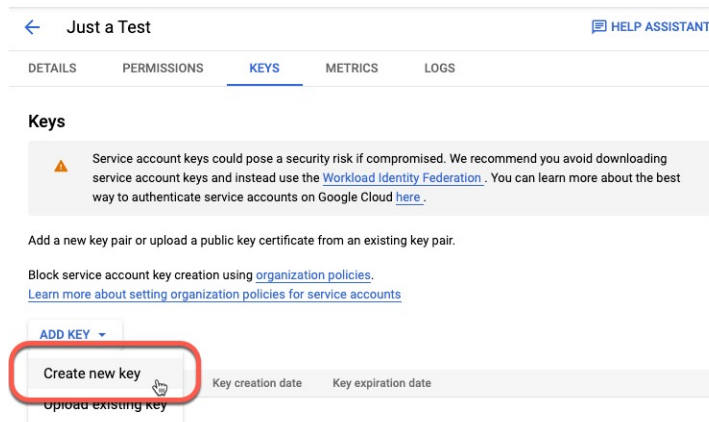 Just a Test
HELP ASSISTANT
DETAILS PERMISSIONS KEYS METRICS LOGS
Keys
Service account keys could pose a security risk if compromised. We recommend you avoid downloading
service account keys and instead use the Workload Identity Federation . You can learn more about the best
way to authenticate service accounts on Google Cloud here .
Add a new key pair or upload a public key certificate from an existing key pair.
Block service account key creation using organization policies.
Learn more about setting organization policies for service accounts
ADD KEY
Create new key
Key creation date Key expiration date
Upload existing key